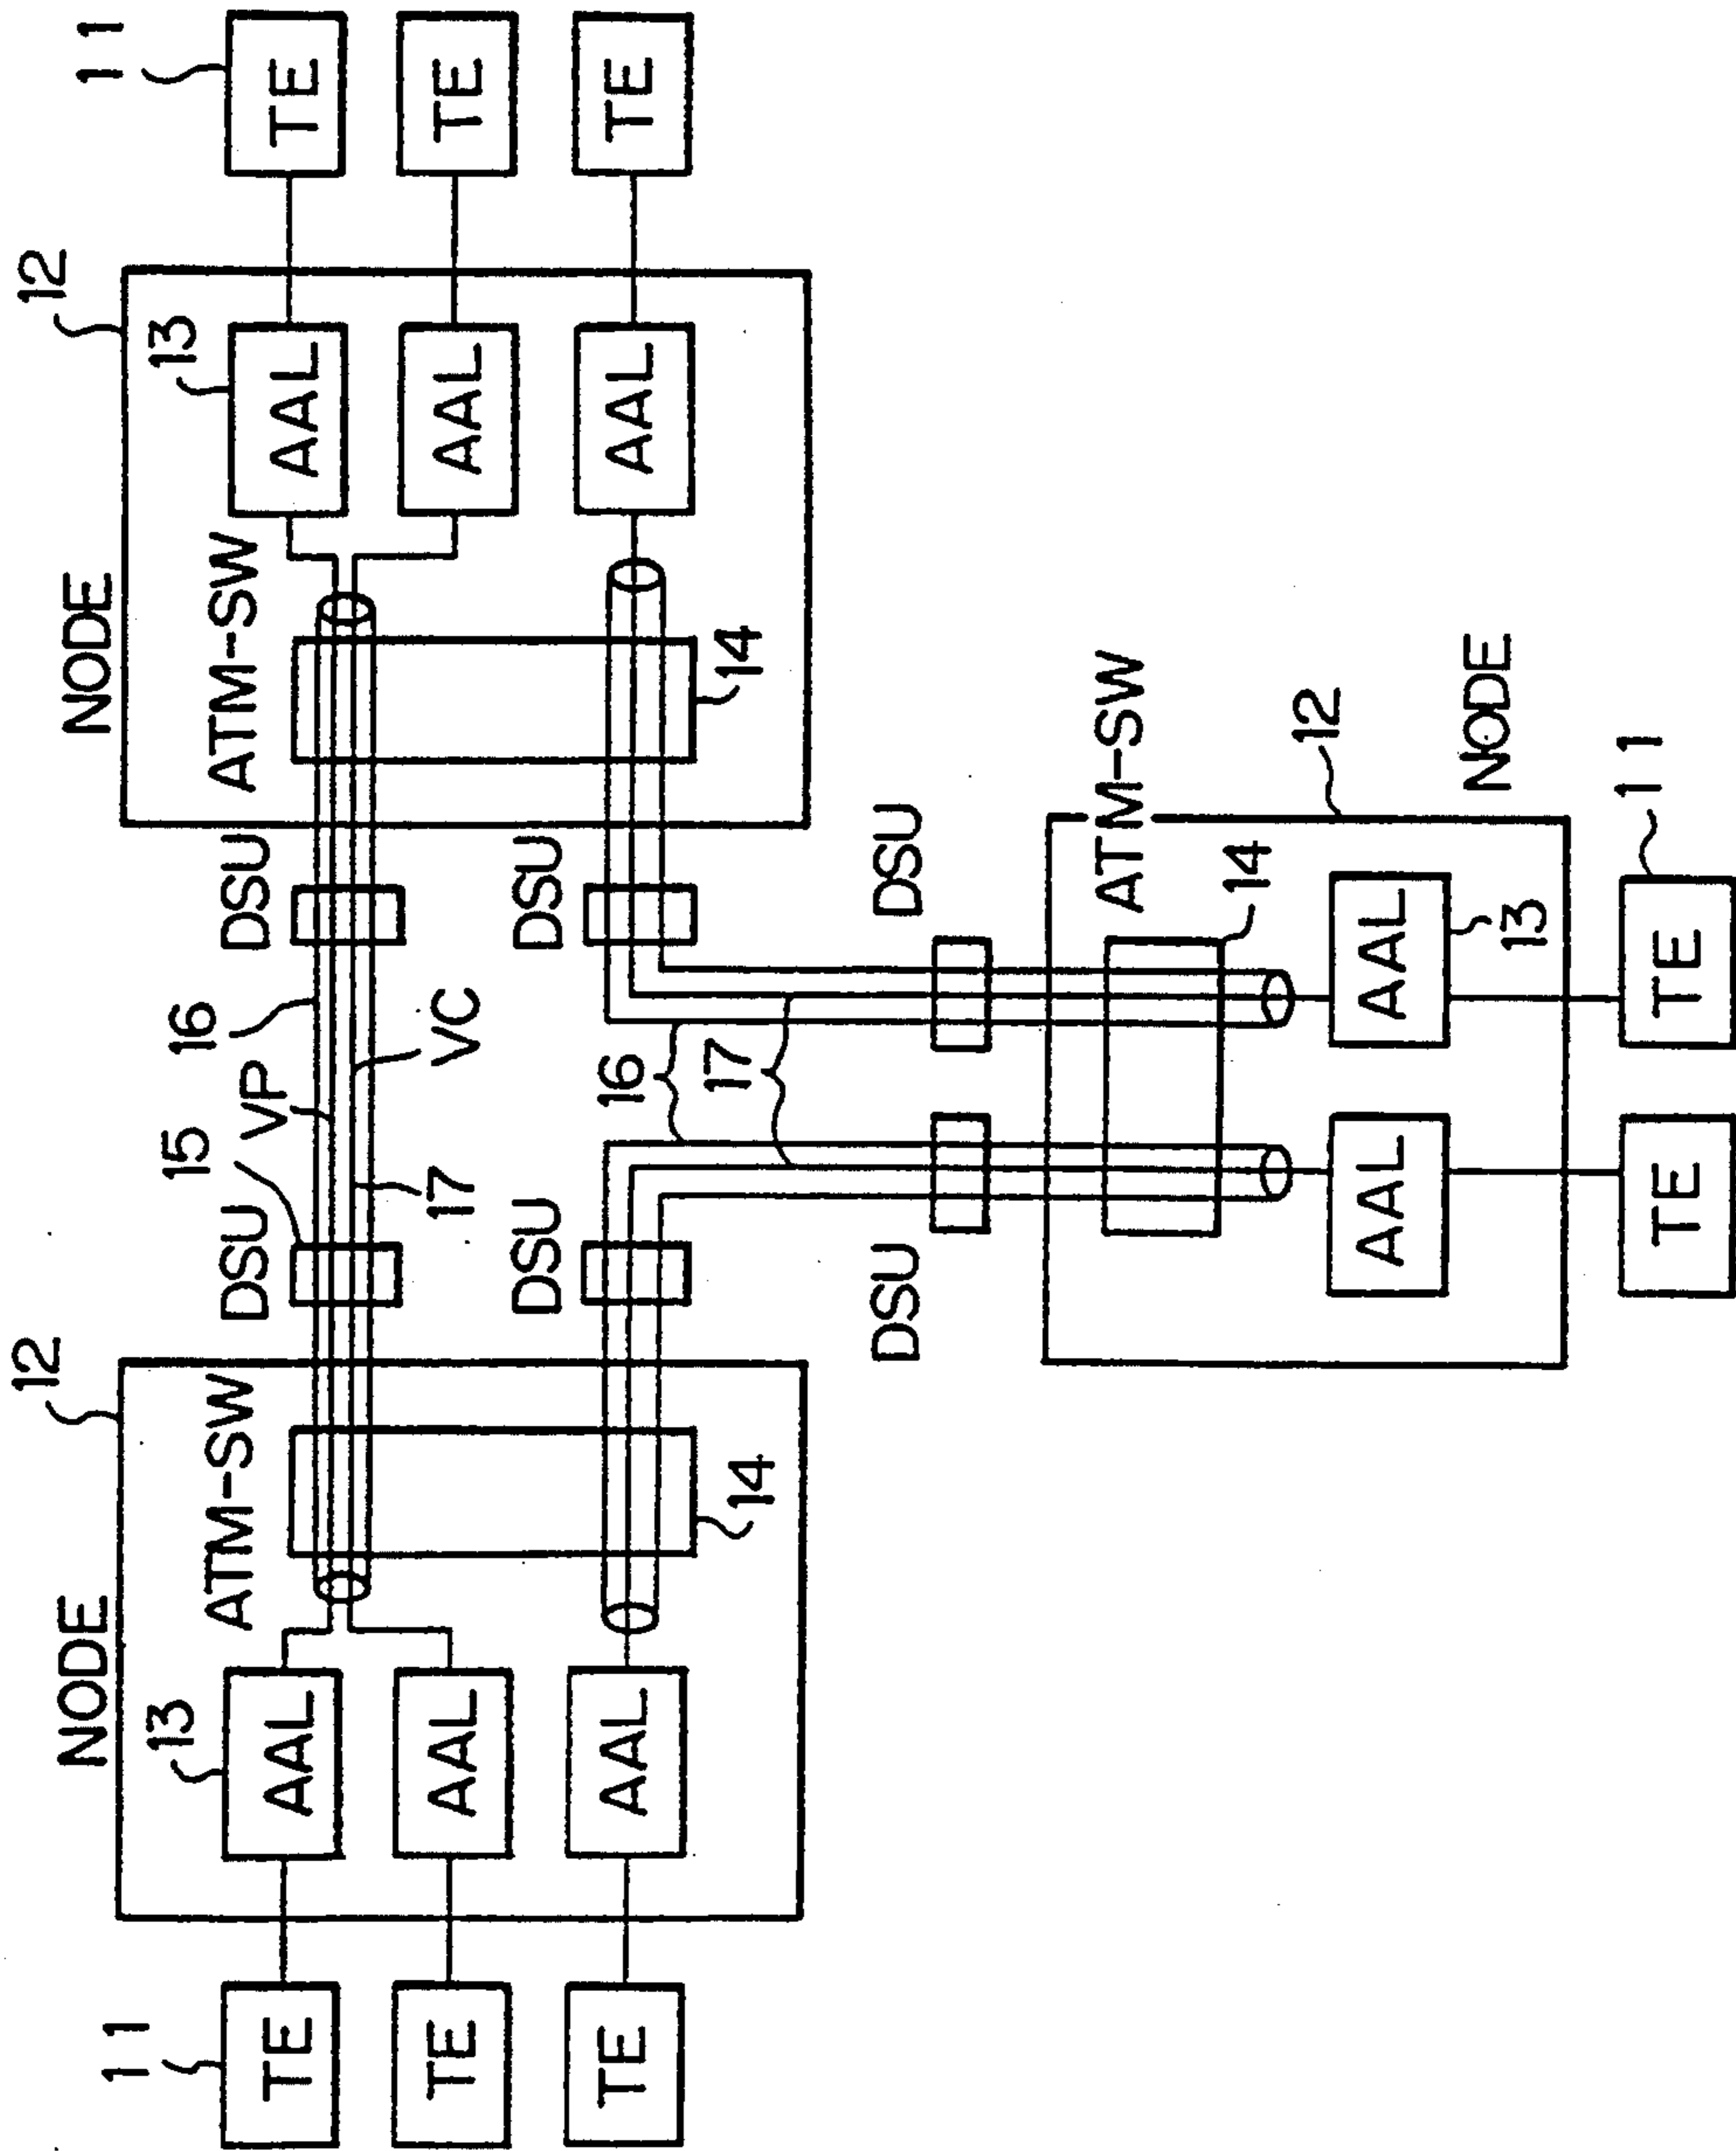 12 12
NODE NODE
11 11
13 13
15 16
ATM-SW DSU VP DSU ATM-SW
TE AAL AAL TE
17 VC
TE AAL AAL TE
DSU DSU
TE AAL AAL TE
16
14 17 14
DSU DSU
ATM-SW
14
12
AAL AAL
NODE
13
11
TE TE